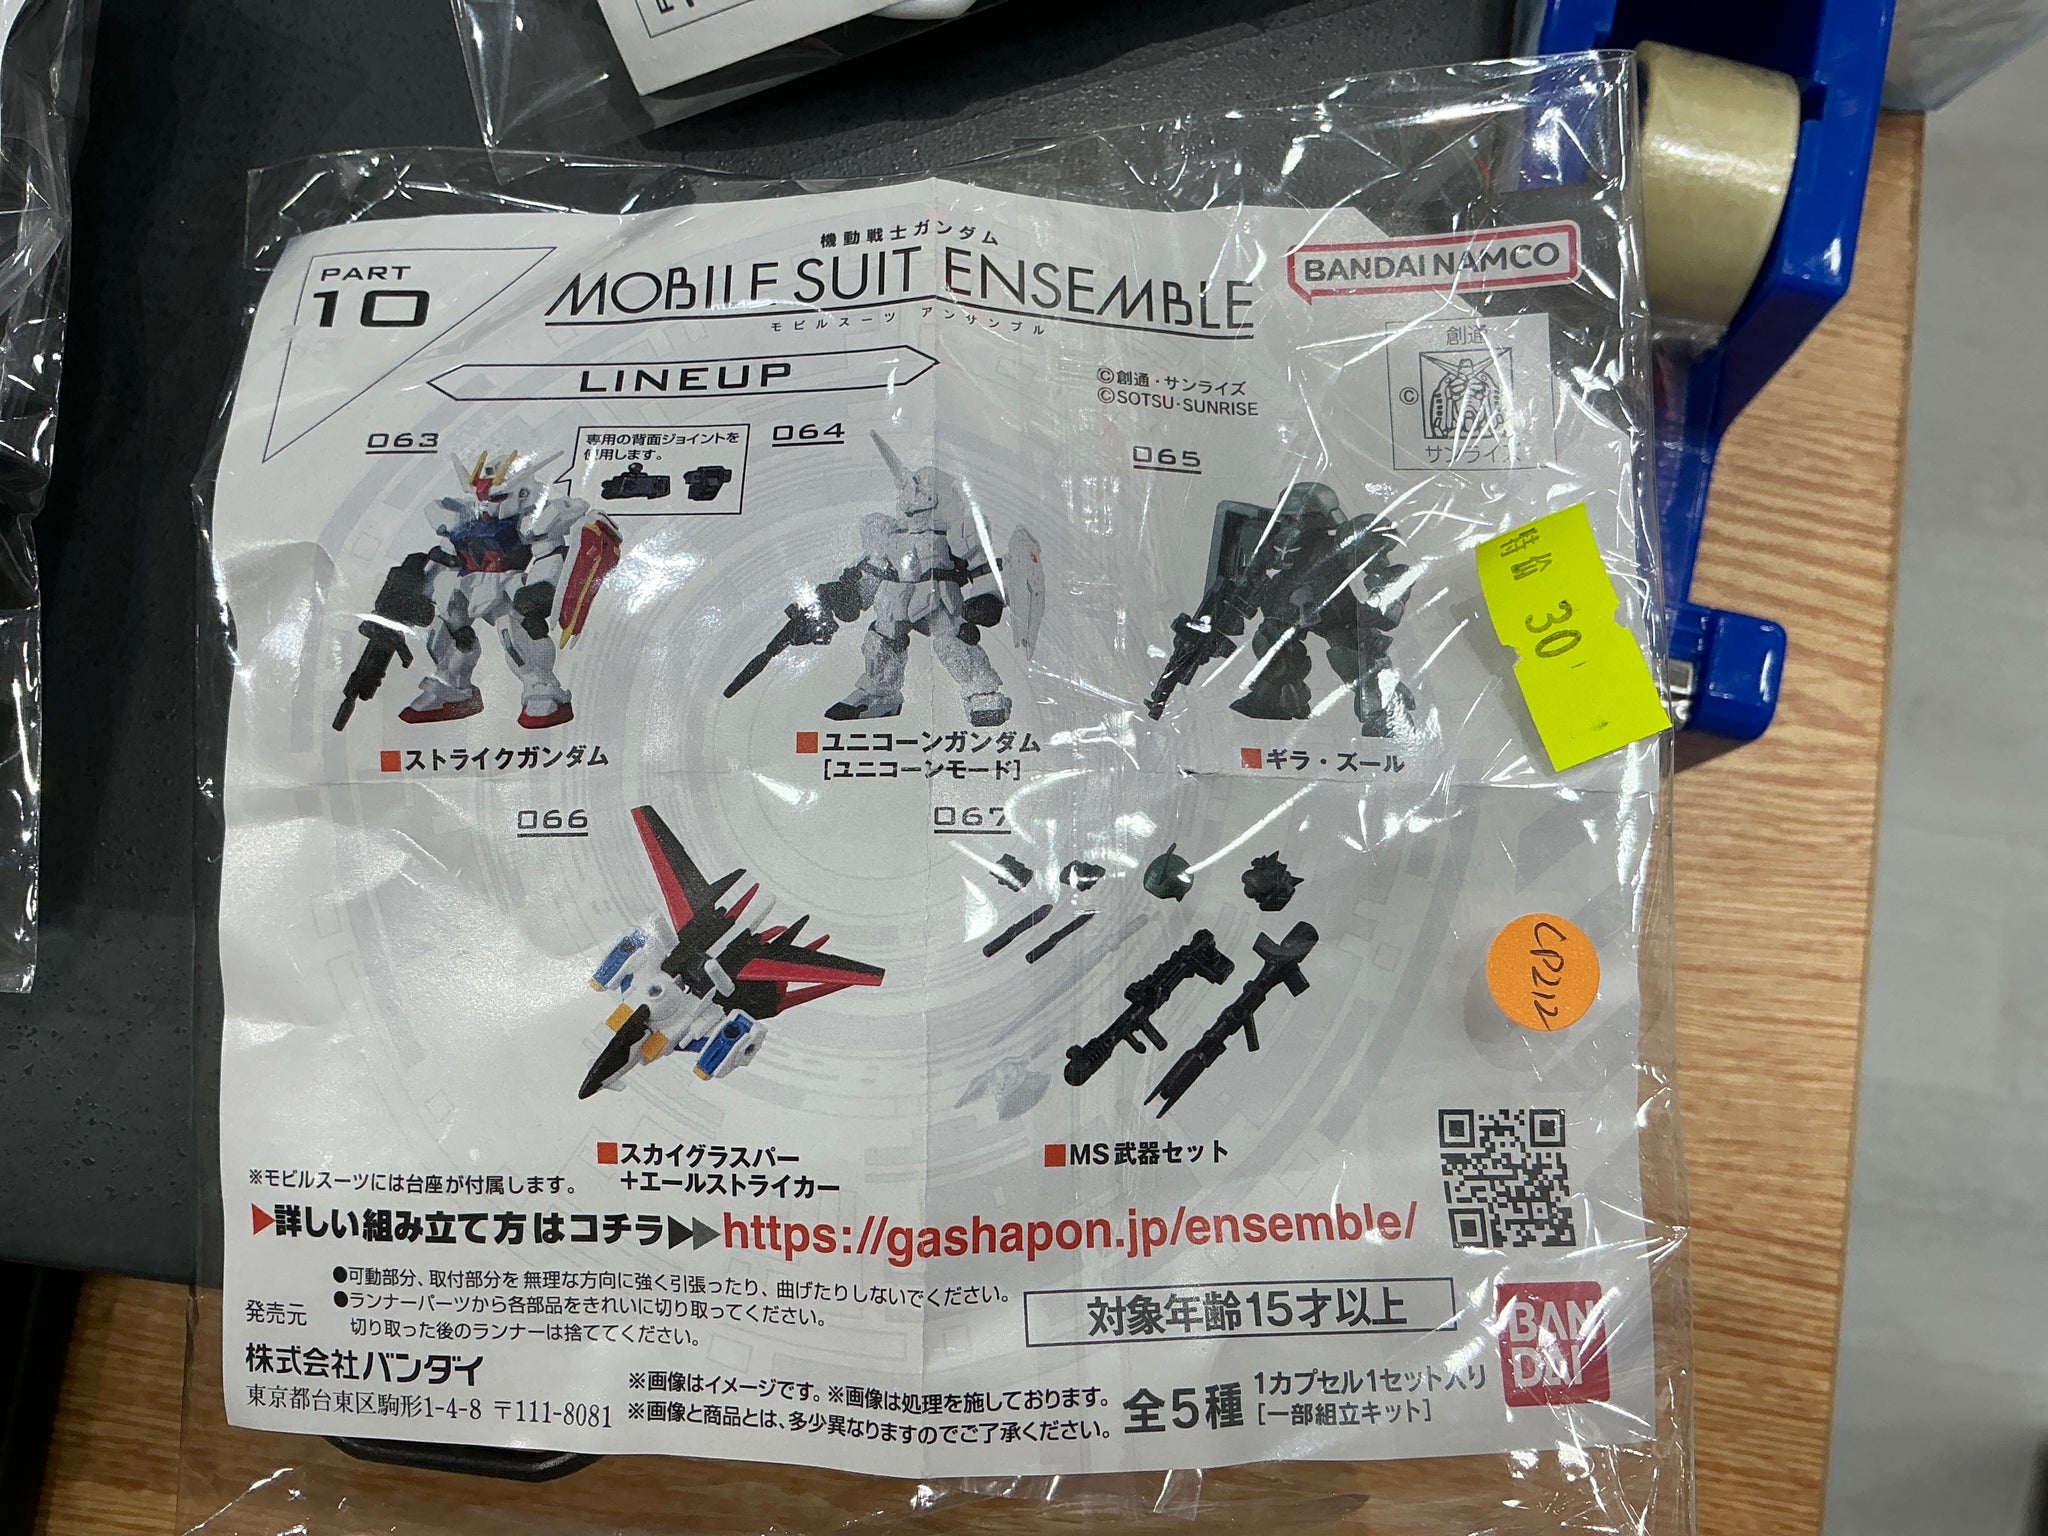 PART
10
機動戦士ガンダム
MOBILE SUIT ENSEMBLE
モビルスーツ アンサンブル
BANDAI NAMCO
LINEUP
©創通・サンライズ
©SOTSU・SUNRISE
創通
©
サンライズ
063
専用の背面ジョイントを
使用します。
064
065
特価 30
■ストライクガンダム
■ユニコーンガンダム
[ユニコーンモード]
■ギラ・ズール
066
067
CP212
■スカイグラスパー
+エールストライカー
■MS武器セット
※モビルスーツには台座が付属します。
▶詳しい組み立て方はコチラ▶▶https://gashapon.jp/ensemble/
●可動部分、取付部分を無理な方向に強く引張ったり、曲げたりしないでください。
●ランナーパーツから各部品をきれいに切り取ってください。
切り取った後のランナーは捨ててください。
対象年齢15才以上
BANDAI
発売元
株式会社バンダイ
東京都台東区駒形1-4-8 〒111-8081
※画像はイメージです。※画像は処理を施しております。
※画像と商品とは、多少異なりますのでご了承ください。
全5種
1カプセル1セット入り
[一部組立キット]